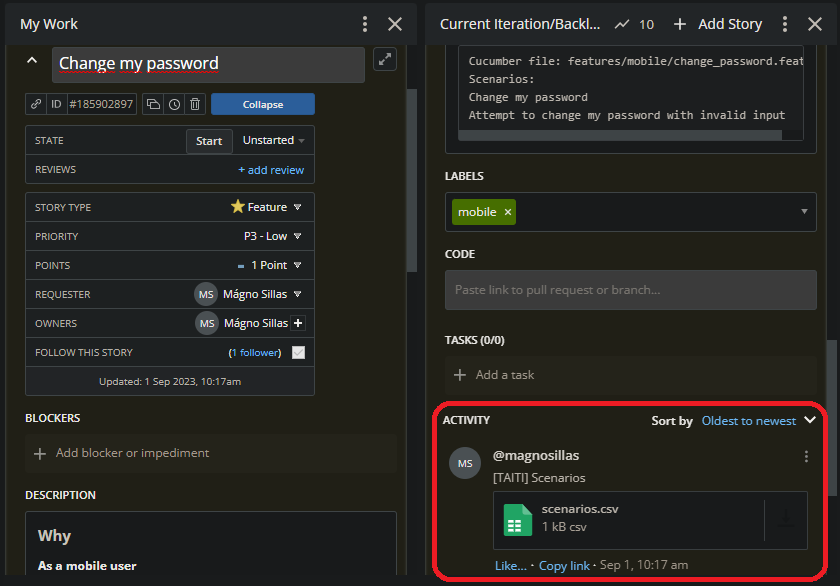 My Work
Change my password
ID #185902897
Collapse
STATE
Start
Unstarted
REVIEWS
+ add review
STORY TYPE
Feature
PRIORITY
P3 - Low
POINTS
1 Point
REQUESTER
MS
Mágno Sillas
OWNERS
MS
Mágno Sillas
FOLLOW THIS STORY
(1 follower)
Updated: 1 Sep 2023, 10:17am
BLOCKERS
Add blocker or impediment
DESCRIPTION
Why
As a mobile user
Current Iteration/Backl...
10
Add Story
Cucumber file: features/mobile/change_password.feat
Scenarios:
Change my password
Attempt to change my password with invalid input
LABELS
mobile ×
CODE
Paste link to pull request or branch...
TASKS (0/0)
Add a task
ACTIVITY
Sort by Oldest to newest
MS
@magnosillas
[TAITI] Scenarios
scenarios.csv
1 kB csv
Like... · Copy link · Sep 1, 10:17 am